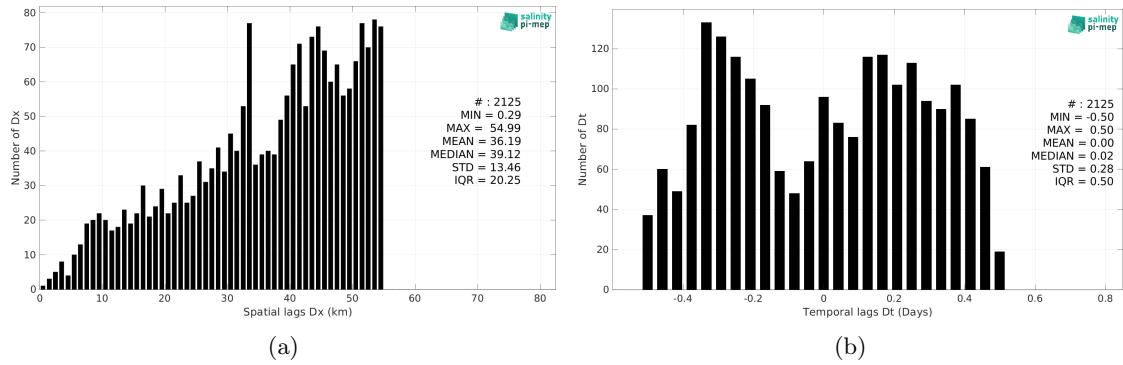 80
70
60
50
40
30
20
10
0
Number of Dx
0 10 20 30 40 50 60 70 80
Spatial lags Dx (km)
salinity
pi-mep
# : 2125
MIN = 0.29
MAX = 54.99
MEAN = 36.19
MEDIAN = 39.12
STD = 13.46
IQR = 20.25
(a)
120
100
80
60
40
20
0
Number of Dt
-0.4 -0.2 0 0.2 0.4 0.6 0.8
Temporal lags Dt (Days)
salinity
pi-mep
# : 2125
MIN = -0.50
MAX = 0.50
MEAN = 0.00
MEDIAN = 0.02
STD = 0.28
IQR = 0.50
(b)